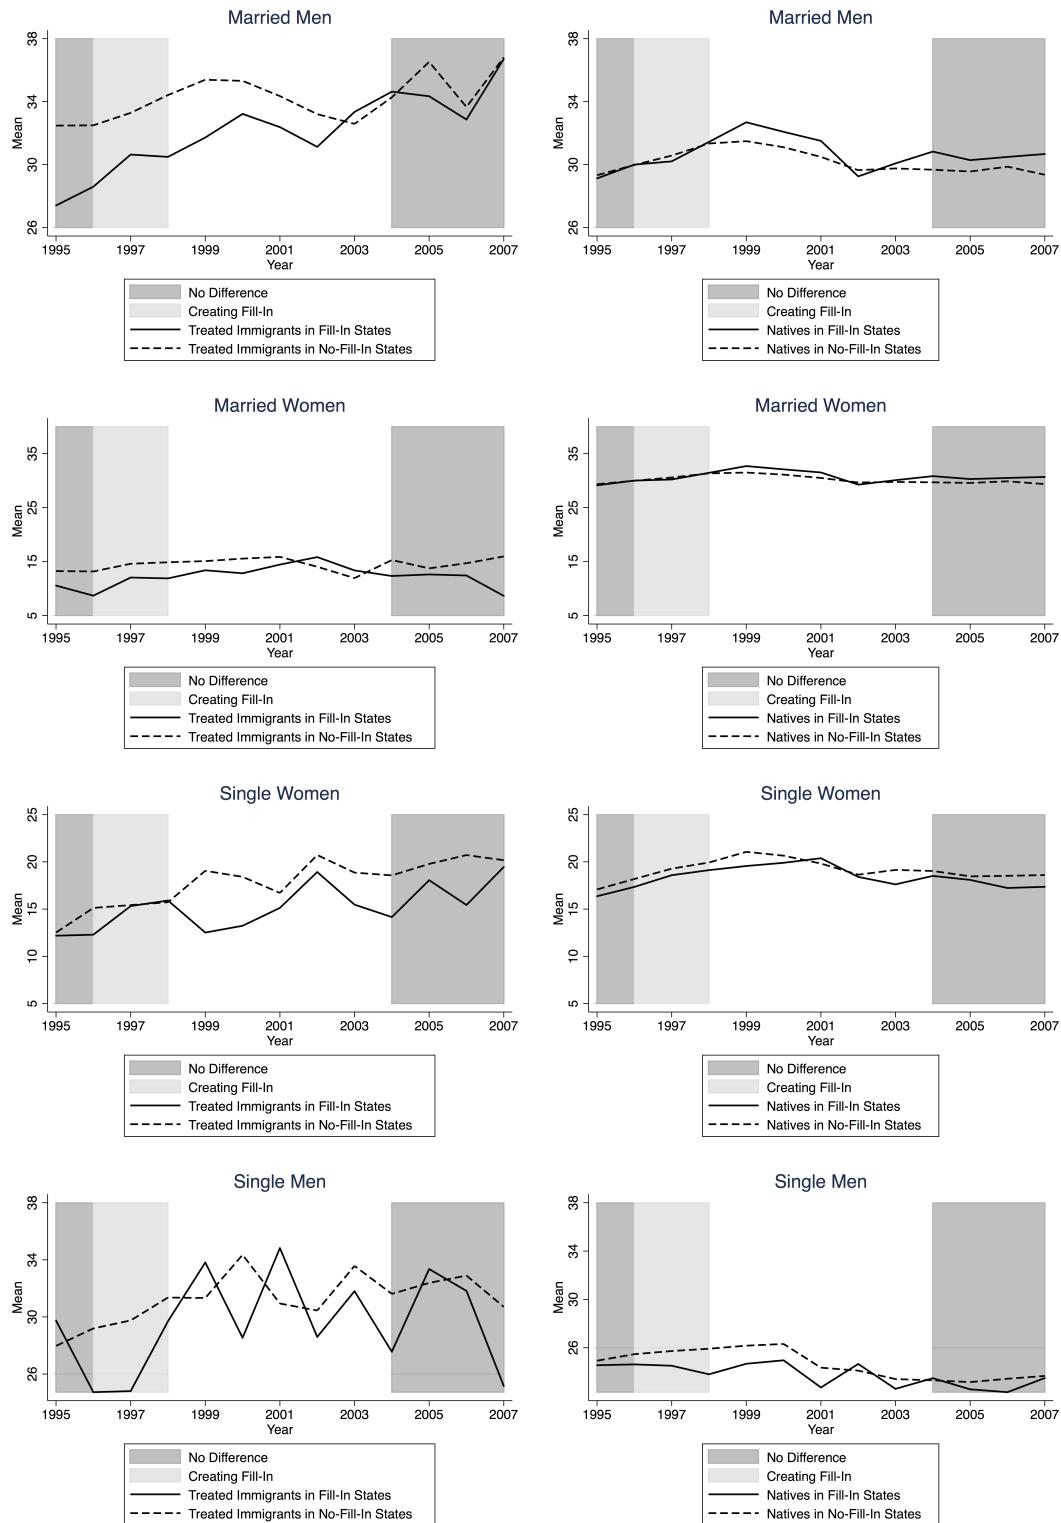 Married Men
Mean
38
34
30
26
1995 1997 1999 2001 2003 2005 2007
Year
No Difference
Creating Fill-In
Treated Immigrants in Fill-In States
Treated Immigrants in No-Fill-In States
Married Men
Mean
38
34
30
26
1995 1997 1999 2001 2003 2005 2007
Year
No Difference
Creating Fill-In
Natives in Fill-In States
Natives in No-Fill-In States
Married Women
Mean
35
25
15
5
1995 1997 1999 2001 2003 2005 2007
Year
No Difference
Creating Fill-In
Treated Immigrants in Fill-In States
Treated Immigrants in No-Fill-In States
Married Women
Mean
35
25
15
5
1995 1997 1999 2001 2003 2005 2007
Year
No Difference
Creating Fill-In
Natives in Fill-In States
Natives in No-Fill-In States
Single Women
Mean
25
20
15
10
5
1995 1997 1999 2001 2003 2005 2007
Year
No Difference
Creating Fill-In
Treated Immigrants in Fill-In States
Treated Immigrants in No-Fill-In States
Single Women
Mean
25
20
15
10
5
1995 1997 1999 2001 2003 2005 2007
Year
No Difference
Creating Fill-In
Natives in Fill-In States
Natives in No-Fill-In States
Single Men
Mean
38
34
30
26
1995 1997 1999 2001 2003 2005 2007
Year
No Difference
Creating Fill-In
Treated Immigrants in Fill-In States
Treated Immigrants in No-Fill-In States
Single Men
Mean
38
34
30
26
1995 1997 1999 2001 2003 2005 2007
Year
No Difference
Creating Fill-In
Natives in Fill-In States
Natives in No-Fill-In States